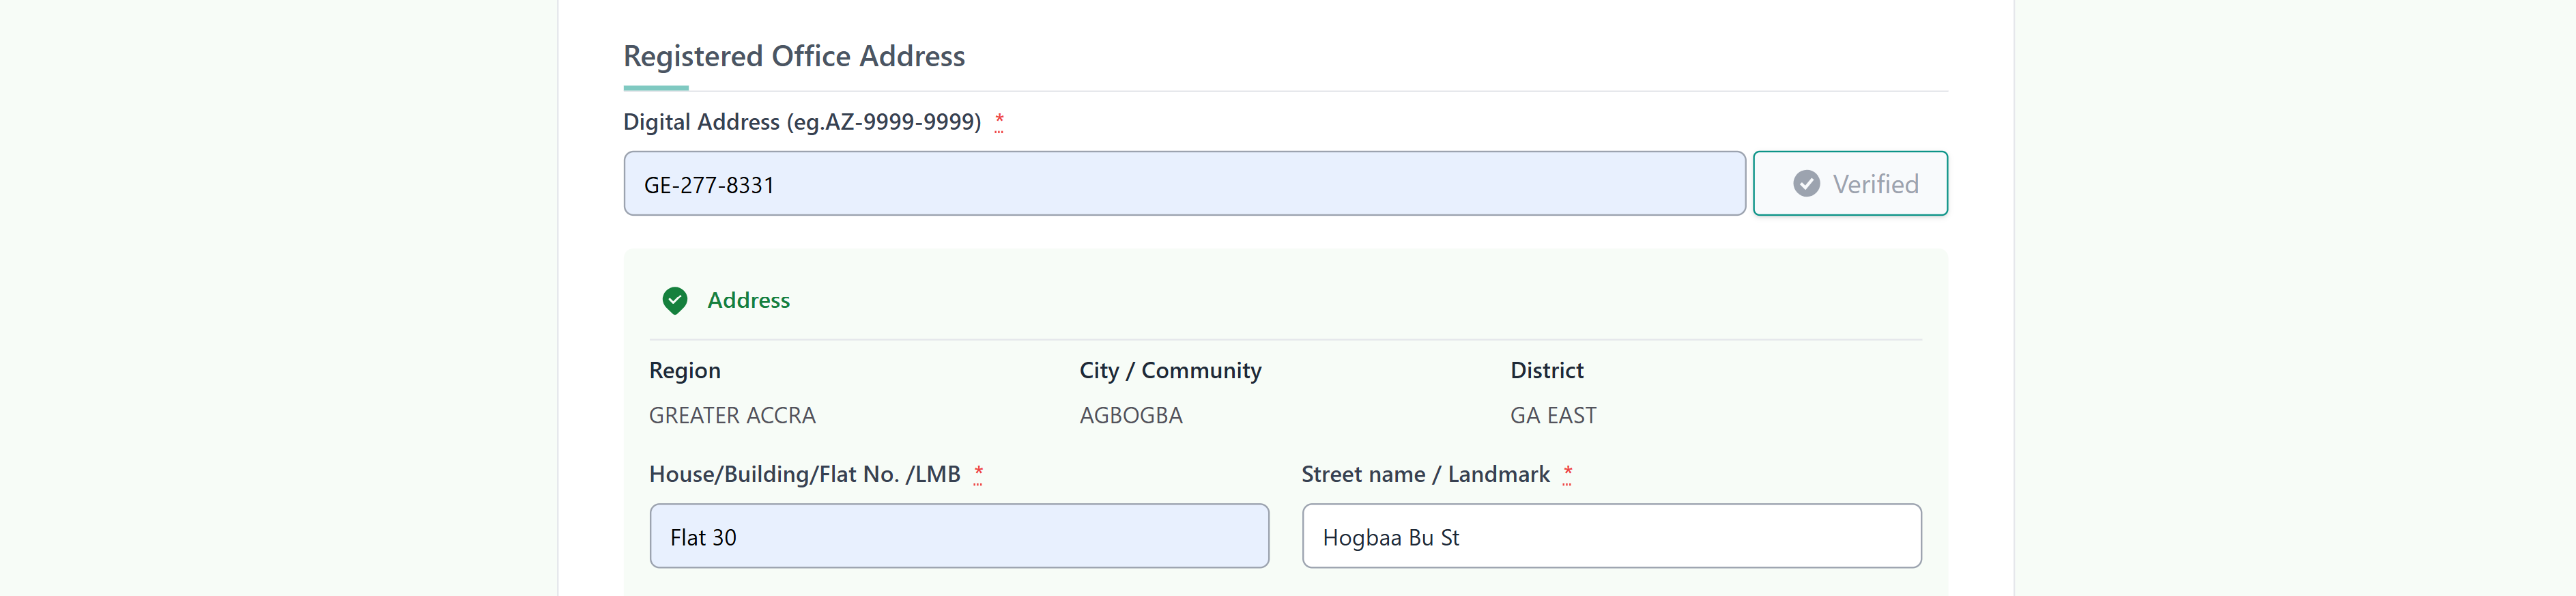 Registered Office Address
Digital Address (eg.AZ-9999-9999) *
GE-277-8331 Verified
Address
Region City / Community District
GREATER ACCRA AGBOGBA GA EAST
House/Building/Flat No. /LMB * Street name / Landmark *
Flat 30 Hogbaa Bu St